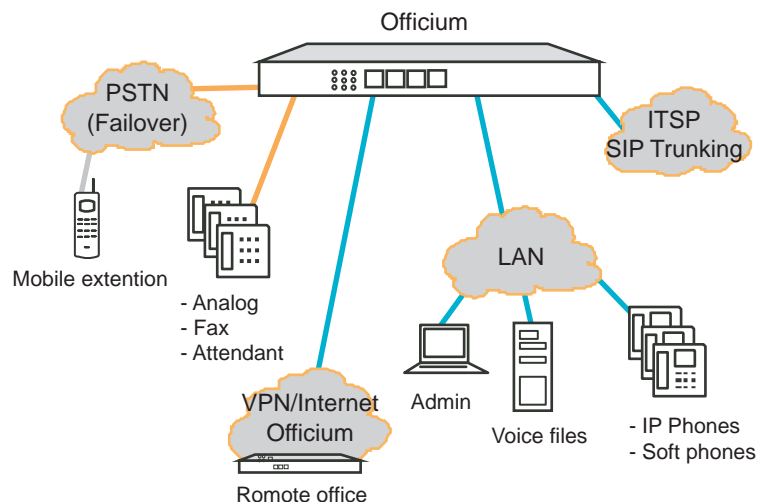 Officium
PSTN
(Failover)
ITSP
SIP Trunking
Mobile extention
- Analog
- Fax
- Attendant
LAN
VPN/Internet
Officium
Romote office
Admin
Voice files
- IP Phones
- Soft phones